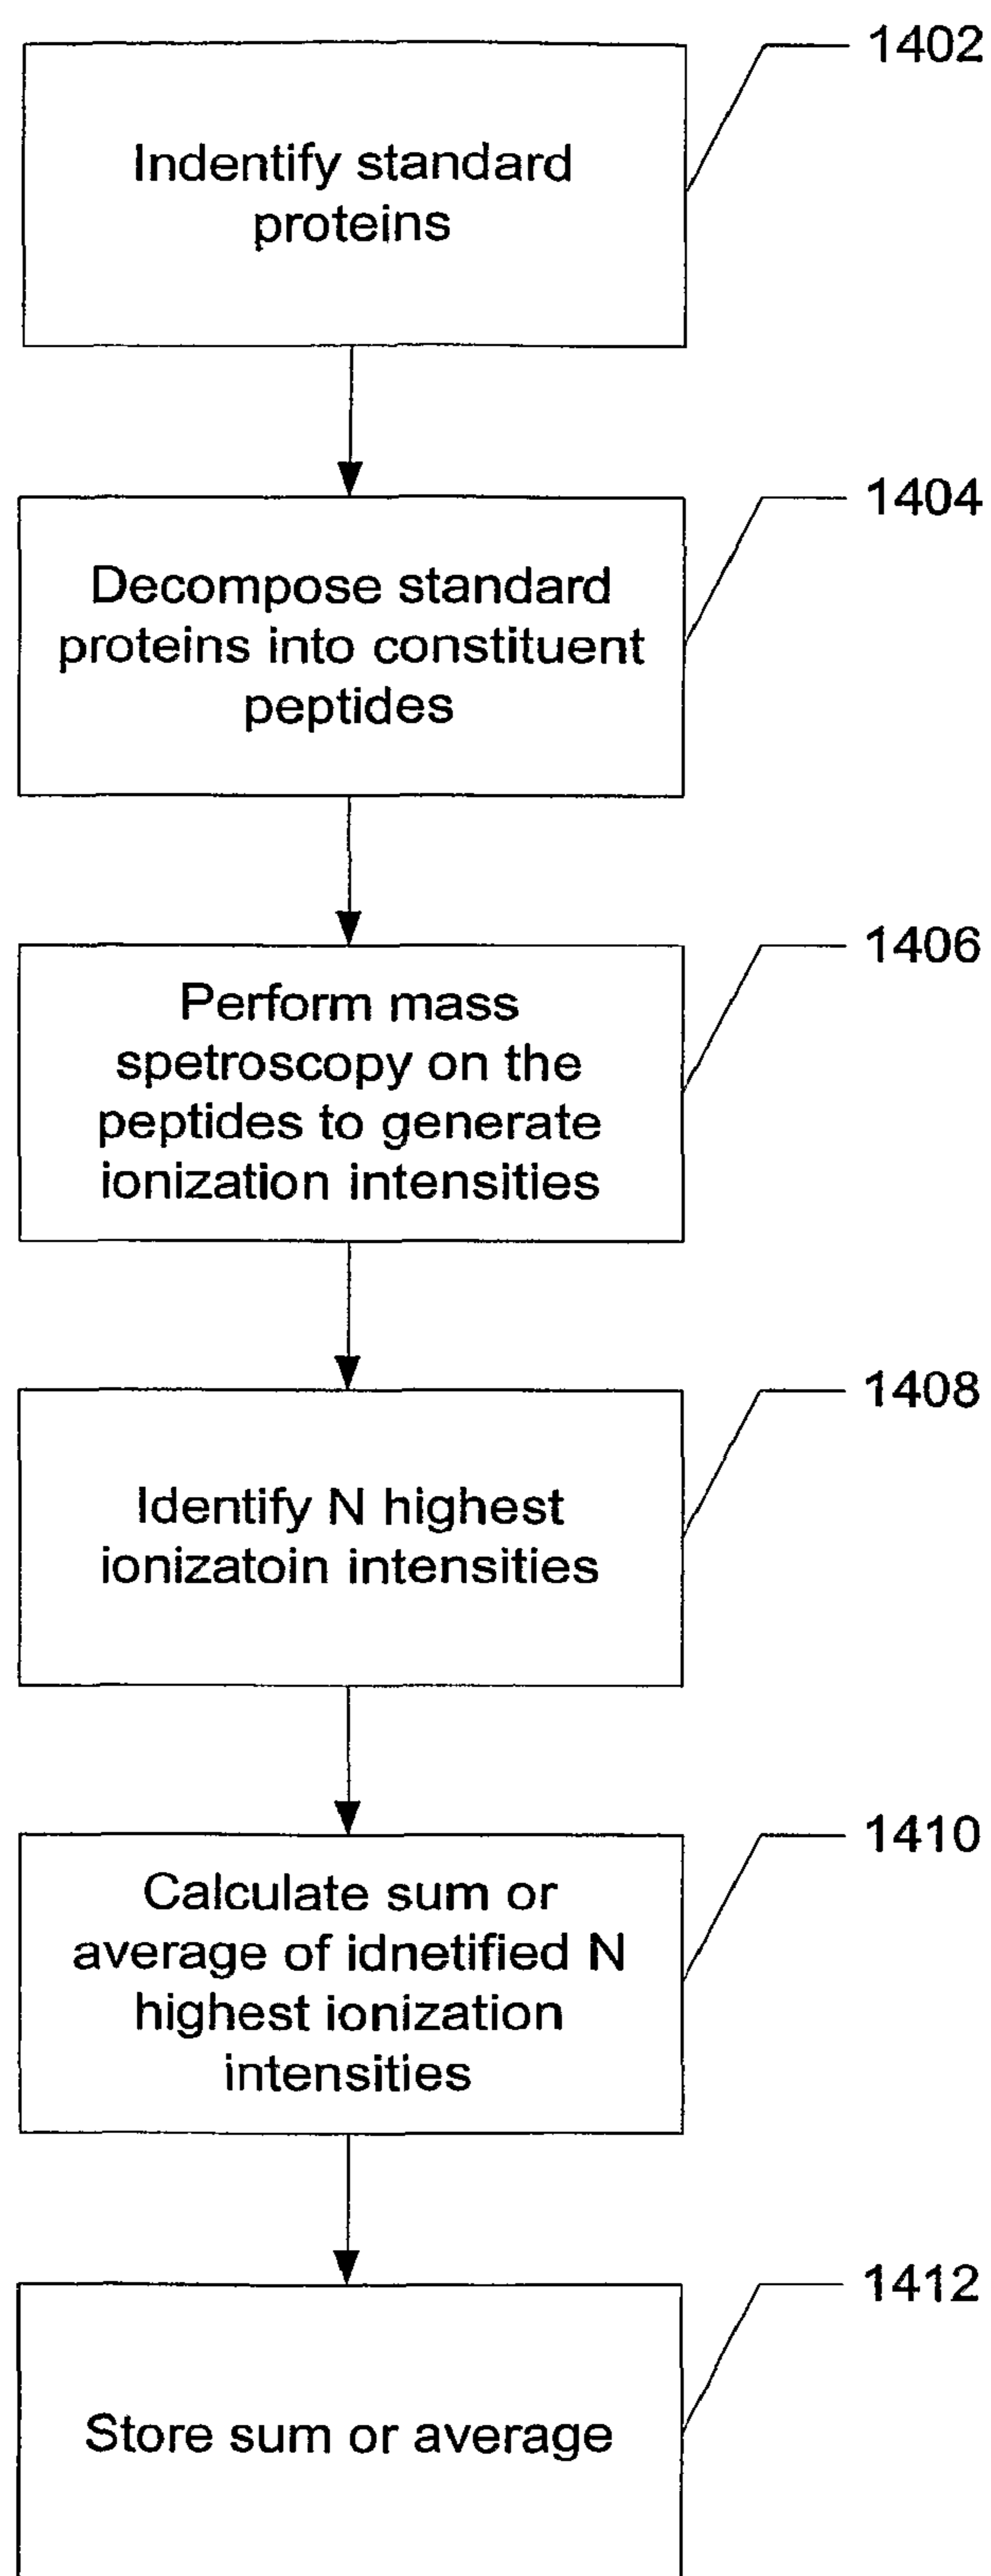 1402
Indentify standard
proteins
1404
Decompose standard
proteins into constituent
peptides
1406
Perform mass
spetroscopy on the
peptides to generate
ionization intensities
1408
Identify N highest
ionizatoin intensities
1410
Calculate sum or
average of idnetified N
highest ionization
intensities
1412
Store sum or average